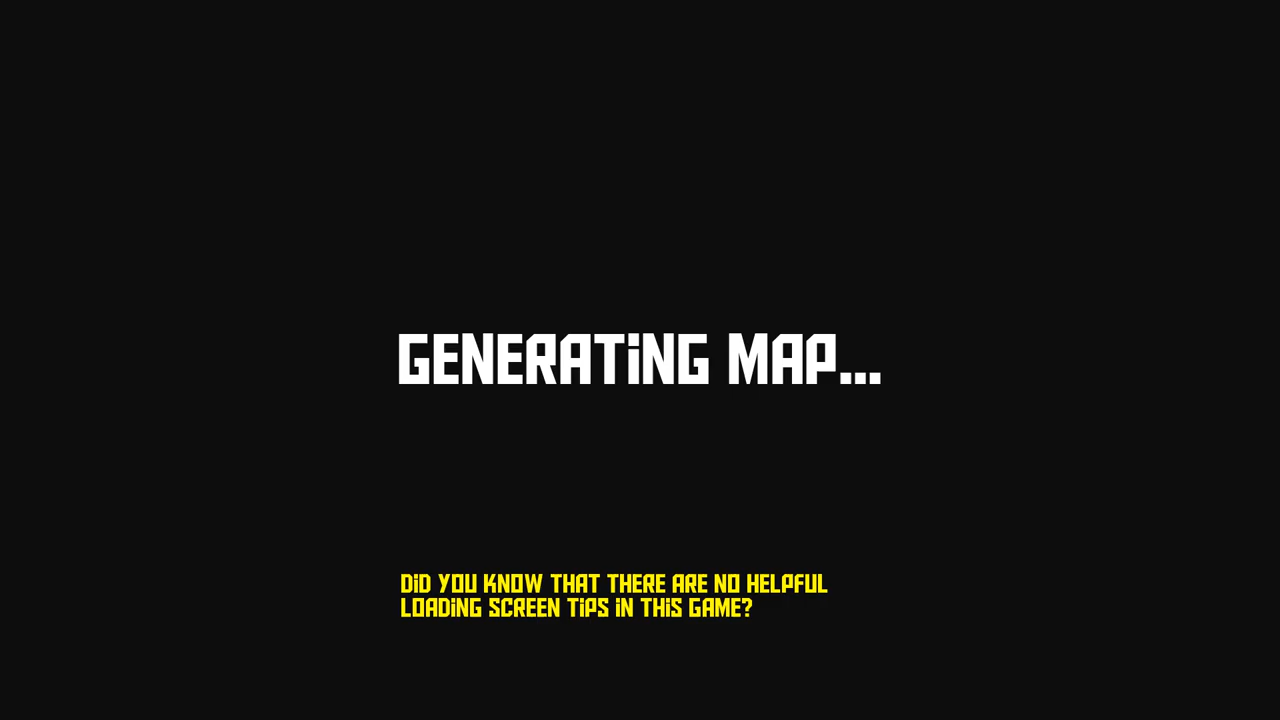 GENERATiNG MAP...
DiD YOU KNOW THAT THERE ARE NO HELPFUL
LOADiNG SCREEN TiPS iN THiS GAME?